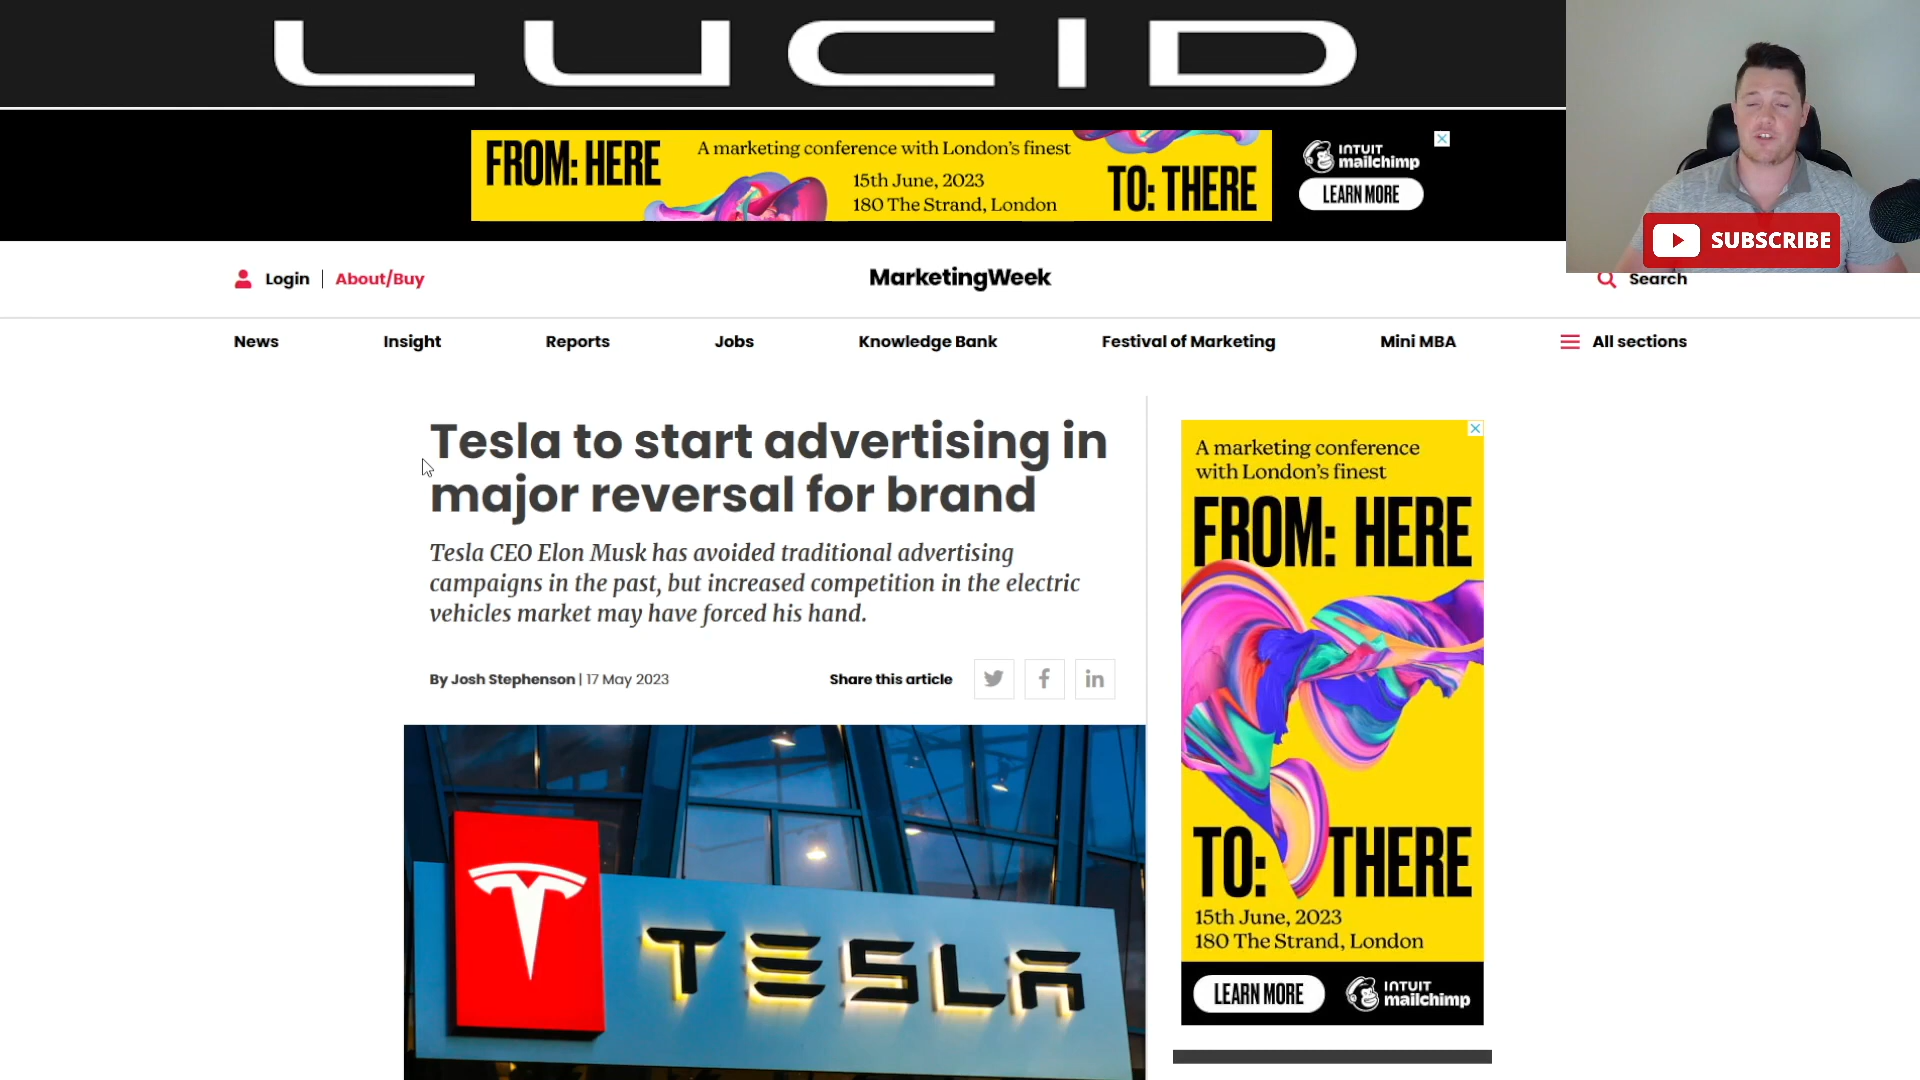 LUCID
FROM: HERE
A marketing conference with London's finest
15th June, 2023
180 The Strand, London
TO: THERE
INTUIT
mailchimp
LEARN MORE
SUBSCRIBE
Login | About/Buy
MarketingWeek
Search
News
Insight
Reports
Jobs
Knowledge Bank
Festival of Marketing
Mini MBA
All sections
Tesla to start advertising in
major reversal for brand
Tesla CEO Elon Musk has avoided traditional advertising
campaigns in the past, but increased competition in the electric
vehicles market may have forced his hand.
By Josh Stephenson | 17 May 2023
Share this article
TESLA
A marketing conference
with London's finest
FROM: HERE
TO: THERE
15th June, 2023
180 The Strand, London
LEARN MORE
INTUIT
mailchimp